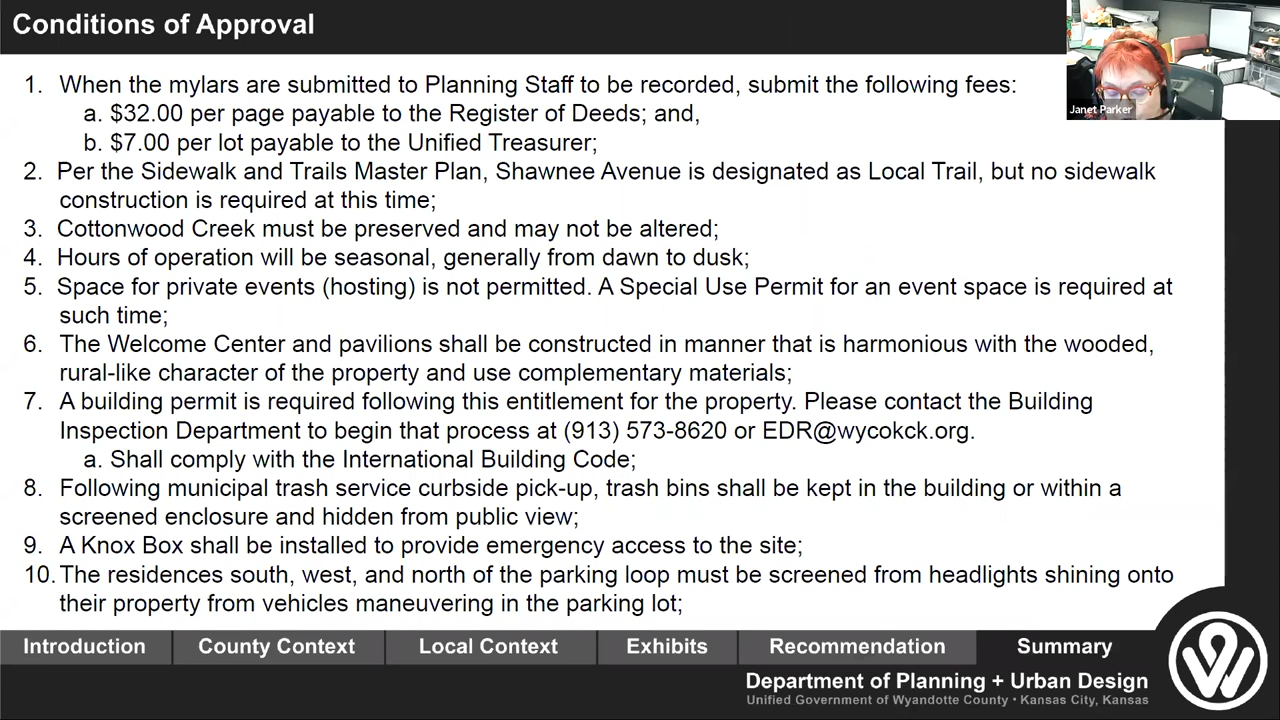 Conditions of Approval
Janet Parker
1. When the mylars are submitted to Planning Staff to be recorded, submit the following fees:
a. $32.00 per page payable to the Register of Deeds; and,
b. $7.00 per lot payable to the Unified Treasurer;
2. Per the Sidewalk and Trails Master Plan, Shawnee Avenue is designated as Local Trail, but no sidewalk
construction is required at this time;
3. Cottonwood Creek must be preserved and may not be altered;
4. Hours of operation will be seasonal, generally from dawn to dusk;
5. Space for private events (hosting) is not permitted. A Special Use Permit for an event space is required at
such time;
6. The Welcome Center and pavilions shall be constructed in manner that is harmonious with the wooded,
rural-like character of the property and use complementary materials;
7. A building permit is required following this entitlement for the property. Please contact the Building
Inspection Department to begin that process at (913) 573-8620 or EDR@wycokck.org.
a. Shall comply with the International Building Code;
8. Following municipal trash service curbside pick-up, trash bins shall be kept in the building or within a
screened enclosure and hidden from public view;
9. A Knox Box shall be installed to provide emergency access to the site;
10. The residences south, west, and north of the parking loop must be screened from headlights shining onto
their property from vehicles maneuvering in the parking lot;
Introduction County Context Local Context Exhibits Recommendation Summary
Department of Planning + Urban Design
Unified Government of Wyandotte County • Kansas City, Kansas